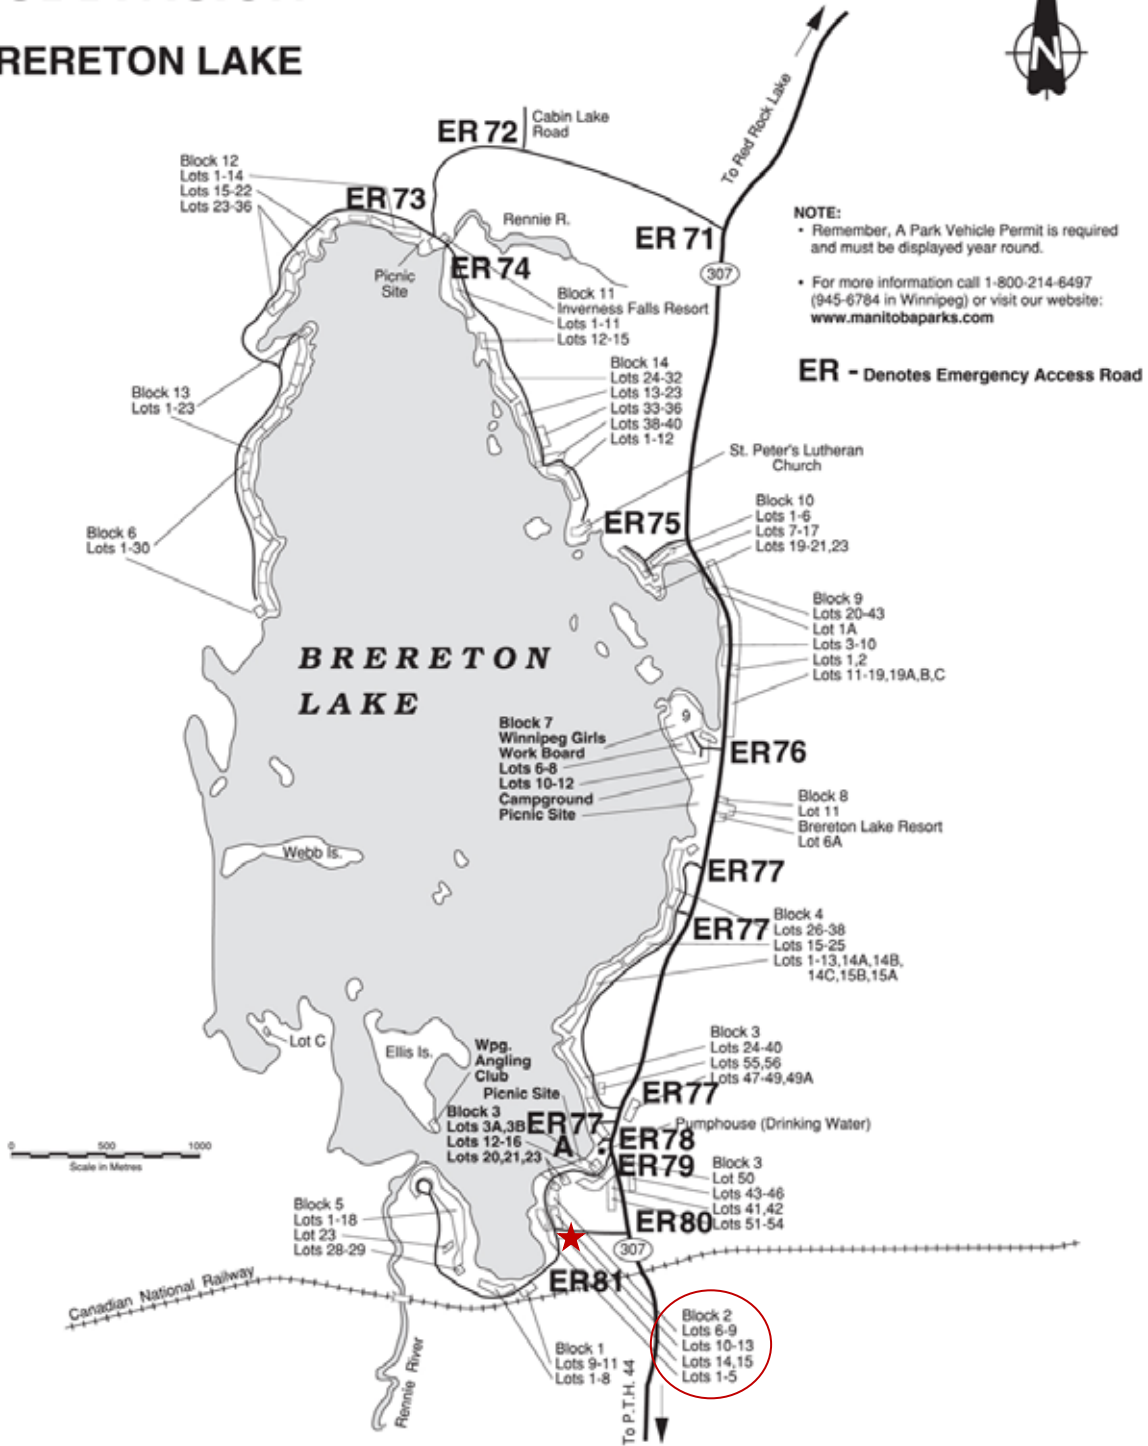 RERETON LAKE
N
To Red Rock Lake
Cabin Lake
Road
ER 72
Block 12
Lots 1-14
Lots 15-22
Lots 23-36
ER 73
Rennie R.
ER 71
307
NOTE:
• Remember, A Park Vehicle Permit is required
and must be displayed year round.
• For more information call 1-800-214-6497
(945-6784 in Winnipeg) or visit our website:
www.manitobaparks.com
ER - Denotes Emergency Access Road
Picnic
Site
ER 74
Block 11
Inverness Falls Resort
Lots 1-11
Lots 12-15
Block 14
Lots 24-32
Lots 13-23
Lots 33-36
Lots 38-40
Lots 1-12
Block 13
Lots 1-23
St. Peter's Lutheran
Church
Block 6
Lots 1-30
ER75
Block 10
Lots 1-6
Lots 7-17
Lots 19-21,23
Block 9
Lots 20-43
Lot 1A
Lots 3-10
Lots 1,2
Lots 11-19,19A,B,C
BRERETON
LAKE
9
Block 7
Winnipeg Girls
Work Board
Lots 6-8
Lots 10-12
Campground
Picnic Site
ER76
Block 8
Lot 11
Brereton Lake Resort
Lot 6A
Webb Is.
ER77
ER77
Block 4
Lots 26-38
Lots 15-25
Lots 1-13,14A,14B,
14C,15B,15A
Lot C
Ellis Is.
Wpg.
Angling
Club
Picnic Site
Block 3
Lots 24-40
Lots 55,56
Lots 47-49,49A
ER77
Block 3
Lots 3A,3B
Lots 12-16
Lots 20,21,23
ER77
A
Pumphouse (Drinking Water)
ER78
ER79
Block 3
Lot 50
Lots 43-46
Lots 41,42
Lots 51-54
0 500 1000
Scale in Metres
Block 5
Lots 1-18
Lot 23
Lots 28-29
ER80
307
ER81
Canadian National Railway
Rennie River
Block 1
Lots 9-11
Lots 1-8
To P.T.H. 44
Block 2
Lots 6-9
Lots 10-13
Lots 14,15
Lots 1-5